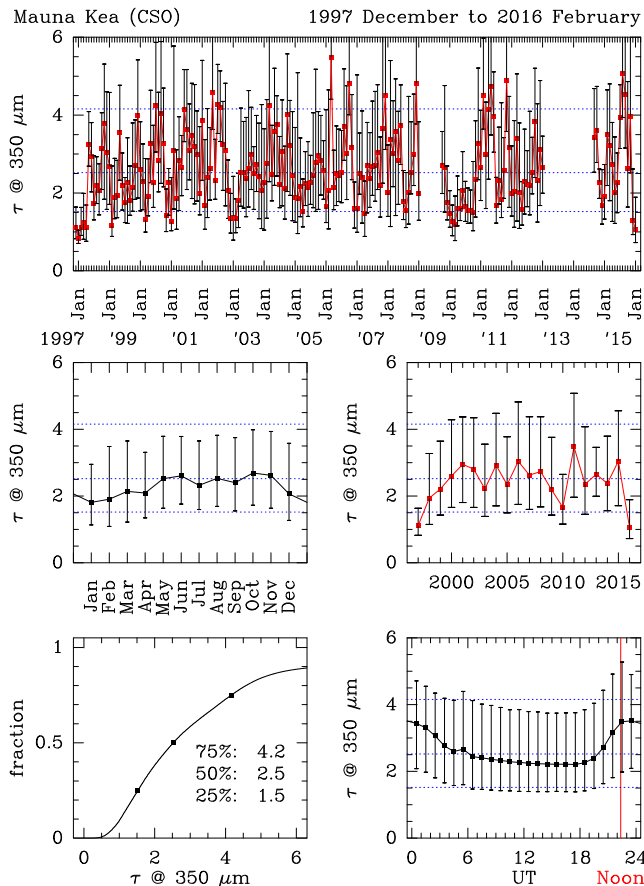 Mauna Kea (CSO) 1997 December to 2016 February
6
4
2
0
τ @ 350 μm
Jan Jan Jan Jan Jan Jan Jan Jan Jan Jan Jan Jan Jan Jan Jan Jan Jan Jan Jan
1997 '99 '01 '03 '05 '07 '09 '11 '13 '15
6
4
2
0
τ @ 350 μm
Jan Feb Mar Apr May Jun Jul Aug Sep Oct Nov Dec
6
4
2
0
τ @ 350 μm
2000 2005 2010 2015
1
0.5
0
fraction
75%: 4.2
50%: 2.5
25%: 1.5
0 2 4 6
τ @ 350 μm
6
4
2
0
τ @ 350 μm
0 6 12 18 24
UT Noon